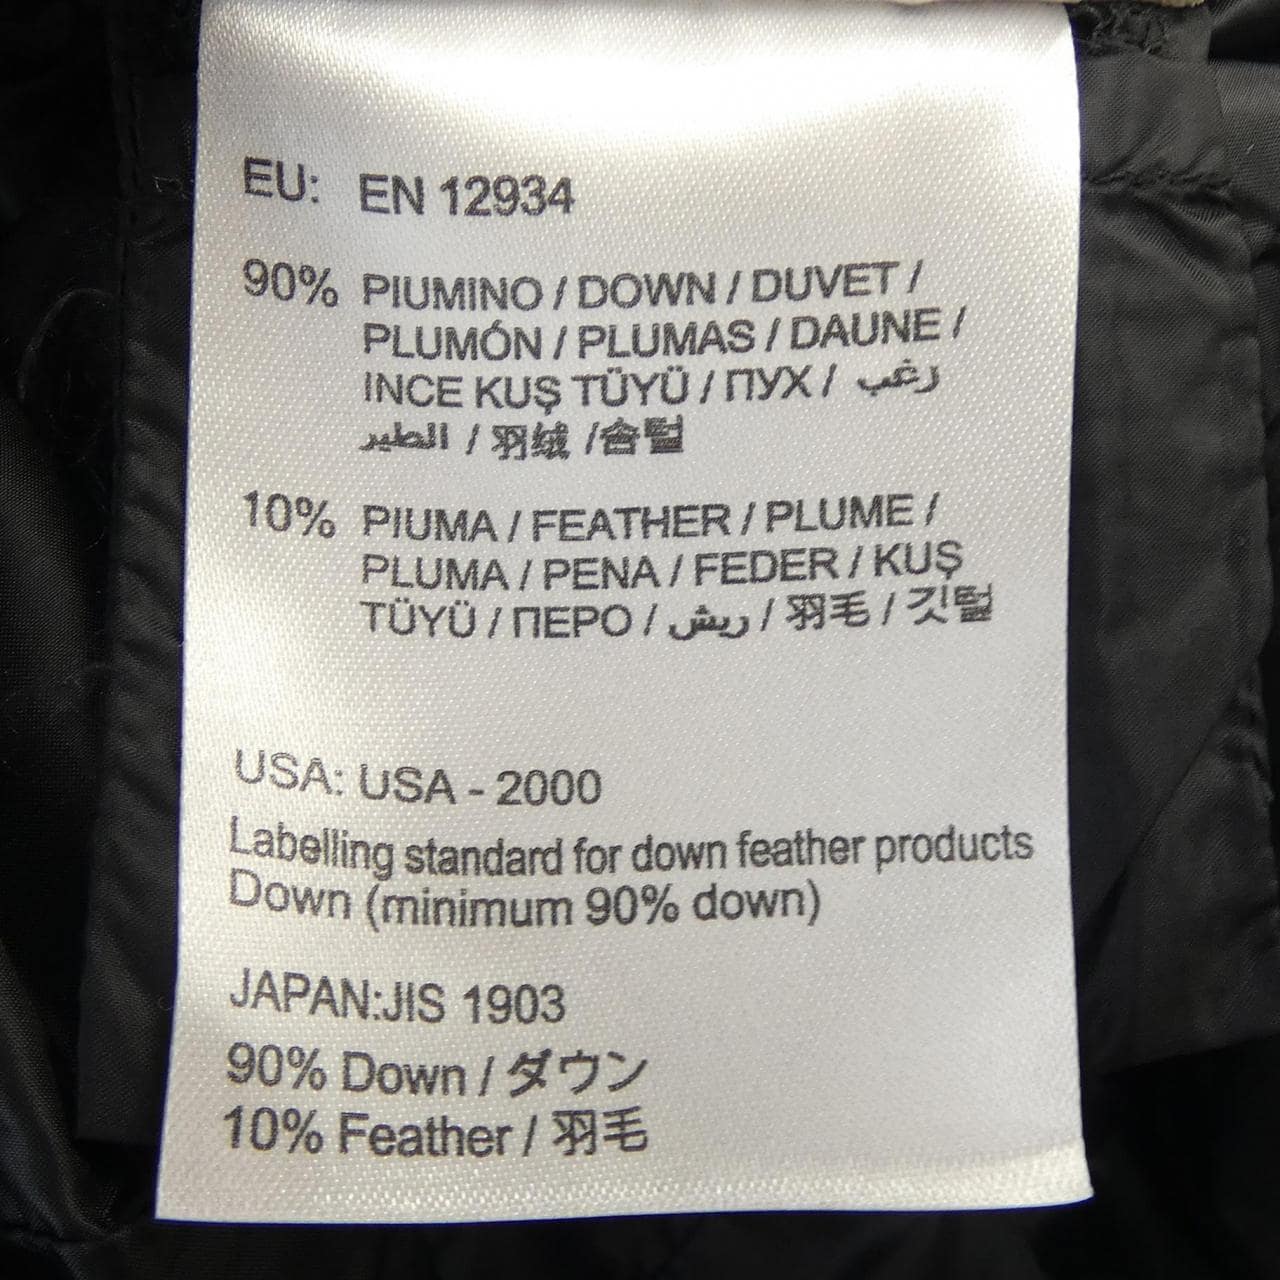 EU: EN 12934
90% PIUMINO / DOWN / DUVET /
PLUMÓN / PLUMAS / DAUNE /
INCE KUŞ TÜYÜ / ПУХ / رغب
الطير / 羽绒 /솜털
10% PIUMA / FEATHER / PLUME /
PLUMA / PENA / FEDER / KUŞ
TÜYÜ / ПЕРО / ريش / 羽毛 / 깃털
USA: USA - 2000
Labelling standard for down feather products
Down (minimum 90% down)
JAPAN:JIS 1903
90% Down / ダウン
10% Feather / 羽毛